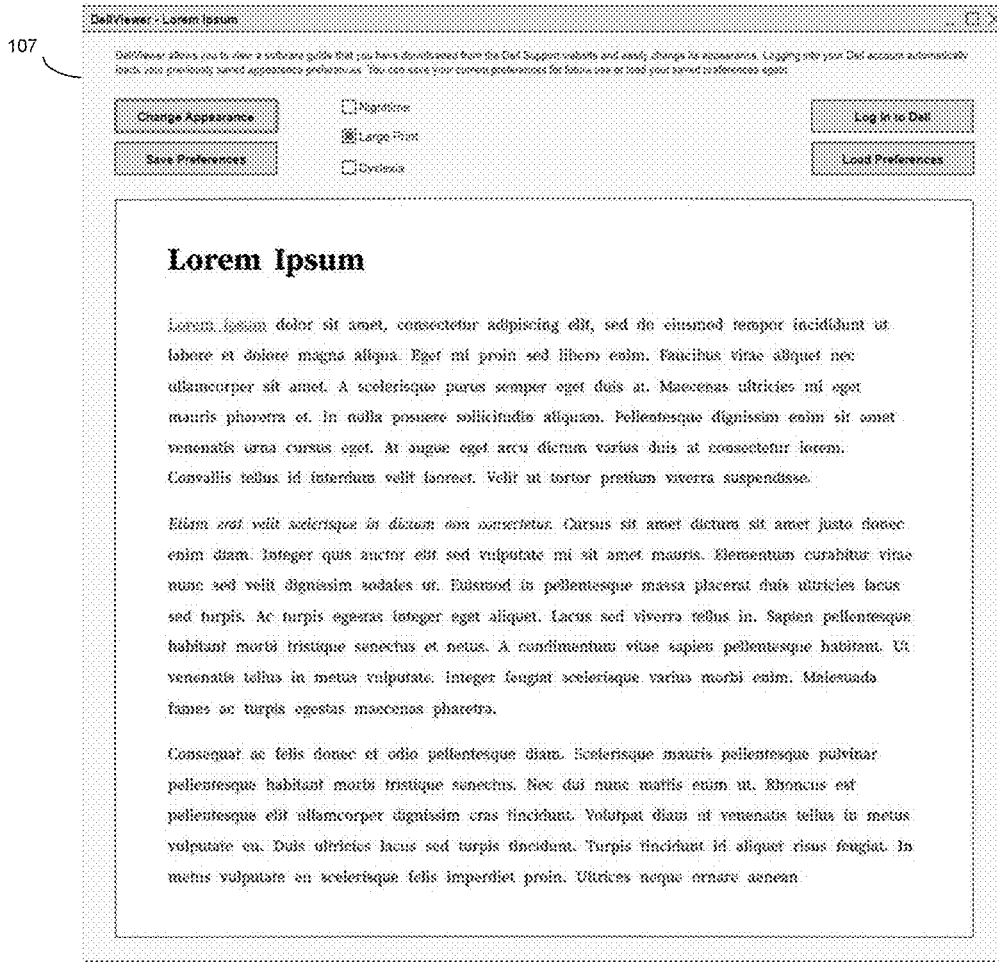 DellViewer - Lorem Ipsum
107
DellViewer allows you to view a software guide that you have downloaded from the Dell Support website and easily change its appearance. Logging into your Dell account automatically
loads your previously saved appearance preferences. You can save your current preferences for future use or load your saved preferences again.
Change Appearance
Nighttime
Log In to Dell
Large Print
Save Preferences
Load Preferences
Dyslexia
Lorem Ipsum
Lorem ipsum dolor sit amet, consectetur adipiscing elit, sed do eiusmod tempor incididunt ut
labore et dolore magna aliqua. Eget mi proin sed libero enim. Faucibus vitae aliquet nec
ullamcorper sit amet. A scelerisque purus semper eget duis at. Maecenas ultricies mi eget
mauris pharetra et. In nulla posuere sollicitudin aliquam. Pellentesque dignissim enim sit amet
venenatis urna cursus eget. At augue eget arcu dictum varius duis at consectetur lorem.
Convallis tellus id interdum velit laoreet. Velit ut tortor pretium viverra suspendisse.
Etiam erat velit scelerisque in dictum non consectetur. Cursus sit amet dictum sit amet justo donec
enim diam. Integer quis auctor elit sed vulputate mi sit amet mauris. Elementum curabitur vitae
nunc sed velit dignissim sodales ut. Euismod in pellentesque massa placerat duis ultricies lacus
sed turpis. Ac turpis egestas integer eget aliquet. Lacus sed viverra tellus in. Sapien pellentesque
habitant morbi tristique senectus et netus. A condimentum vitae sapien pellentesque habitant. Ut
venenatis tellus in metus vulputate. Integer feugiat scelerisque varius morbi enim. Malesuada
fames ac turpis egestas maecenas pharetra.
Consequat ac felis donec et odio pellentesque diam. Scelerisque mauris pellentesque pulvinar
pellentesque habitant morbi tristique senectus. Nec dui nunc mattis enim ut. Rhoncus est
pellentesque elit ullamcorper dignissim cras tincidunt. Volutpat diam ut venenatis tellus in metus
vulputate eu. Duis ultricies lacus sed turpis tincidunt. Turpis tincidunt id aliquet risus feugiat. In
metus vulputate eu scelerisque felis imperdiet proin. Ultrices neque ornare aenean